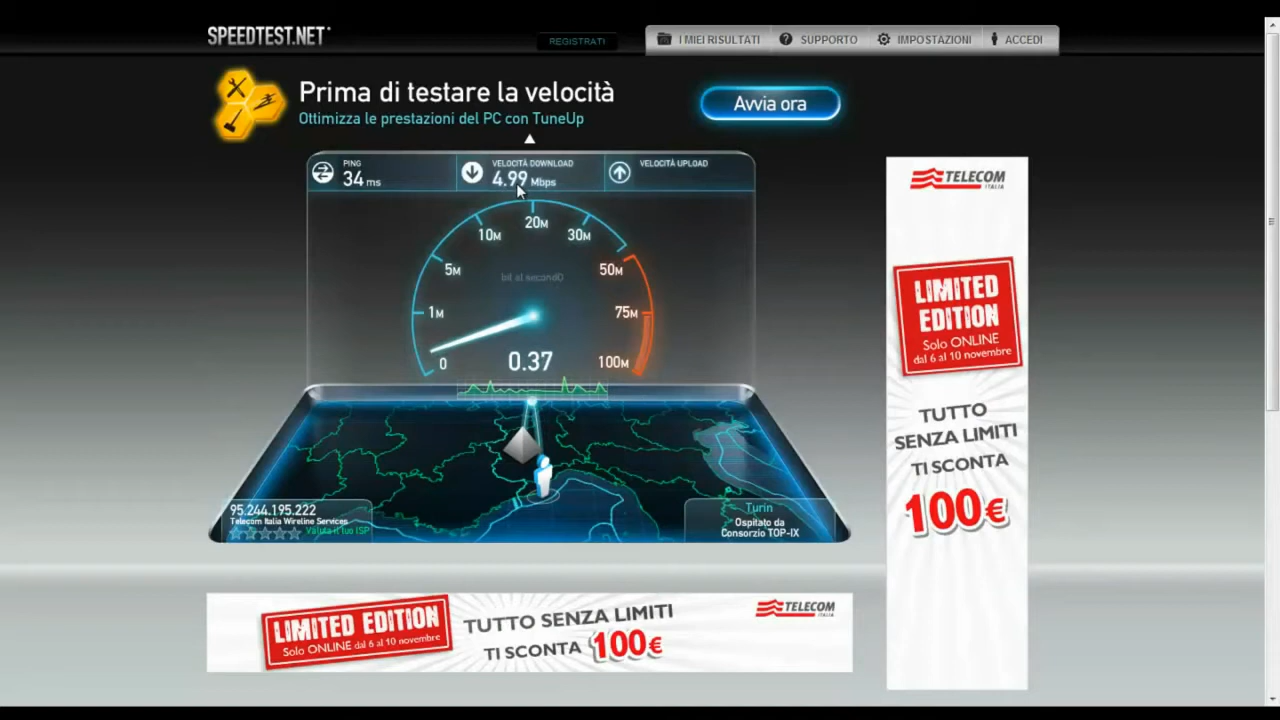 SPEEDTEST.NET
REGISTRATI
I MIEI RISULTATI
SUPPORTO
IMPOSTAZIONI
ACCEDI
Prima di testare la velocità
Ottimizza le prestazioni del PC con TuneUp
Avvia ora
PING
34 ms
VELOCITÀ DOWNLOAD
4.99 Mbps
VELOCITÀ UPLOAD
20M
10M
30M
5M
50M
1M
75M
0
100M
0.37
95.244.195.222
Telecom Italia Wireline Services
Valuta il tuo ISP
Turin
Ospitato da
Consorzio TOP-IX
TELECOM
ITALIA
LIMITED
EDITION
Solo ONLINE
dal 6 al 10 novembre
TUTTO
SENZA LIMITI
TI SCONTA
100€
LIMITED EDITION
Solo ONLINE dal 6 al 10 novembre
TUTTO SENZA LIMITI
TI SCONTA 100€
TELECOM
ITALIA